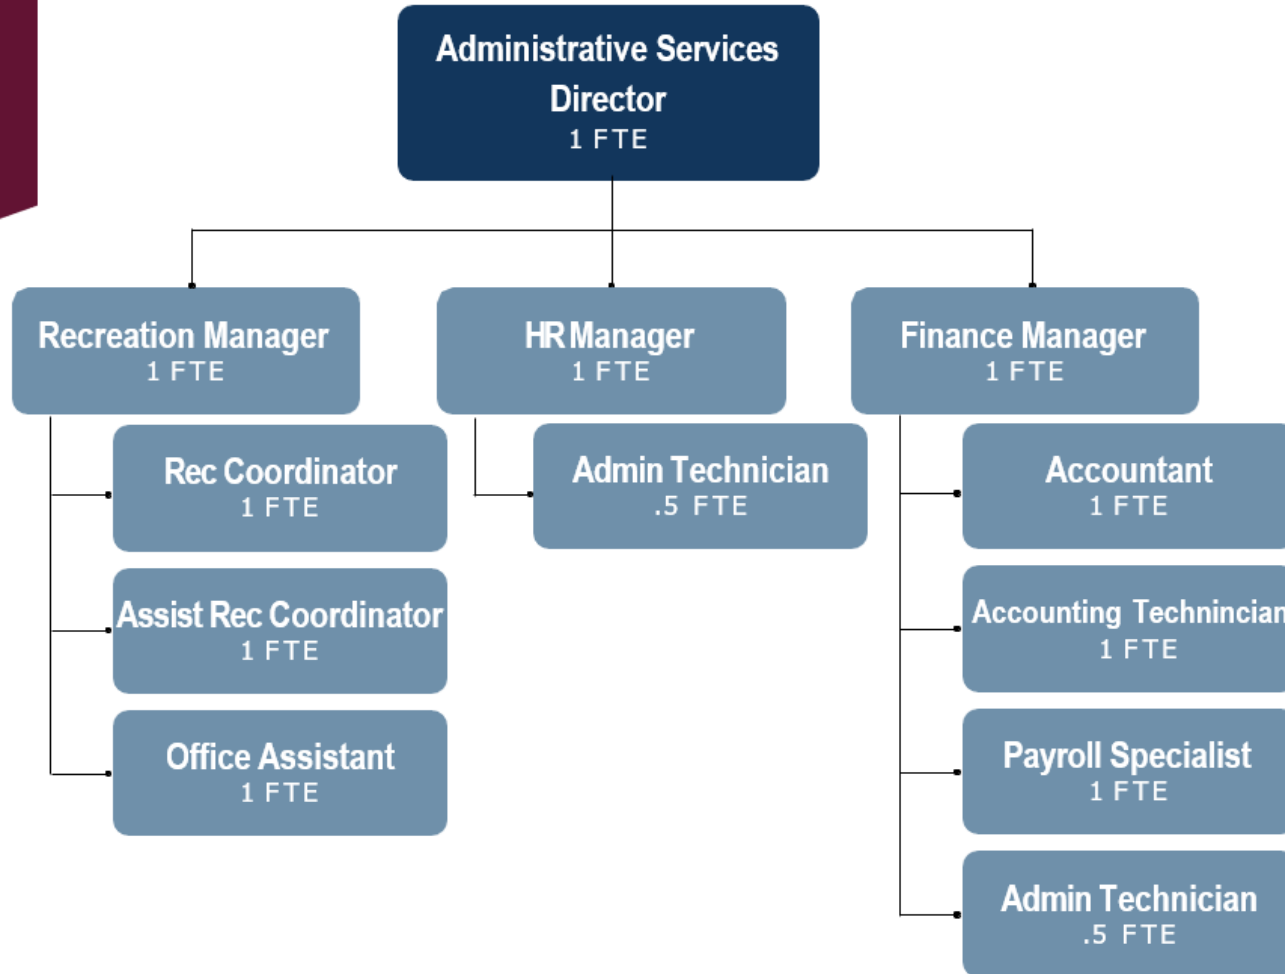 Administrative Services
Director
1 FTE
Recreation Manager
1 FTE
HR Manager
1 FTE
Finance Manager
1 FTE
Rec Coordinator
1 FTE
Assist Rec Coordinator
1 FTE
Office Assistant
1 FTE
Admin Technician
.5 FTE
Accountant
1 FTE
Accounting Technincian
1 FTE
Payroll Specialist
1 FTE
Admin Technician
.5 FTE